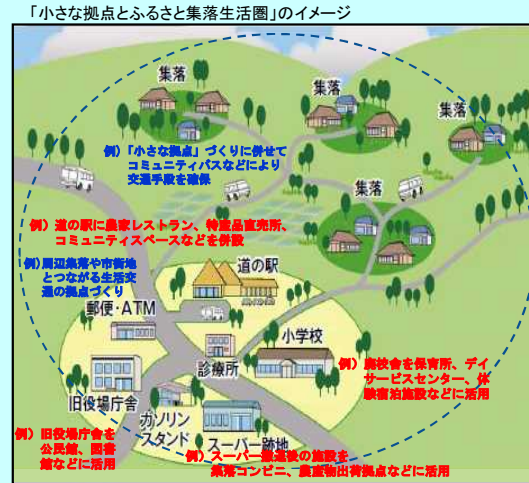 「小さな拠点とふるさと集落生活圏」のイメージ
集落
集落
集落
例）「小さな拠点」づくりに併せて
コミュニティバスなどにより
交通手段を確保
集落
例）道の駅に農家レストラン、特産品直売所、
コミュニティスペースなどを併設
例）周辺集落や市街地
とつながる生活交
通の拠点づくり
道の駅
郵便・ATM
小学校
診療所
例）廃校舎を保育所、デイ
サービスセンター、体
験宿泊施設などに活用
旧役場庁舎
ガソリン
スタンド
スーパー跡地
例）旧役場庁舎を
公民館、図書
館などに活用
例）スーパー撤退後の施設を
集落コンビニ、農産物出荷拠点などに活用